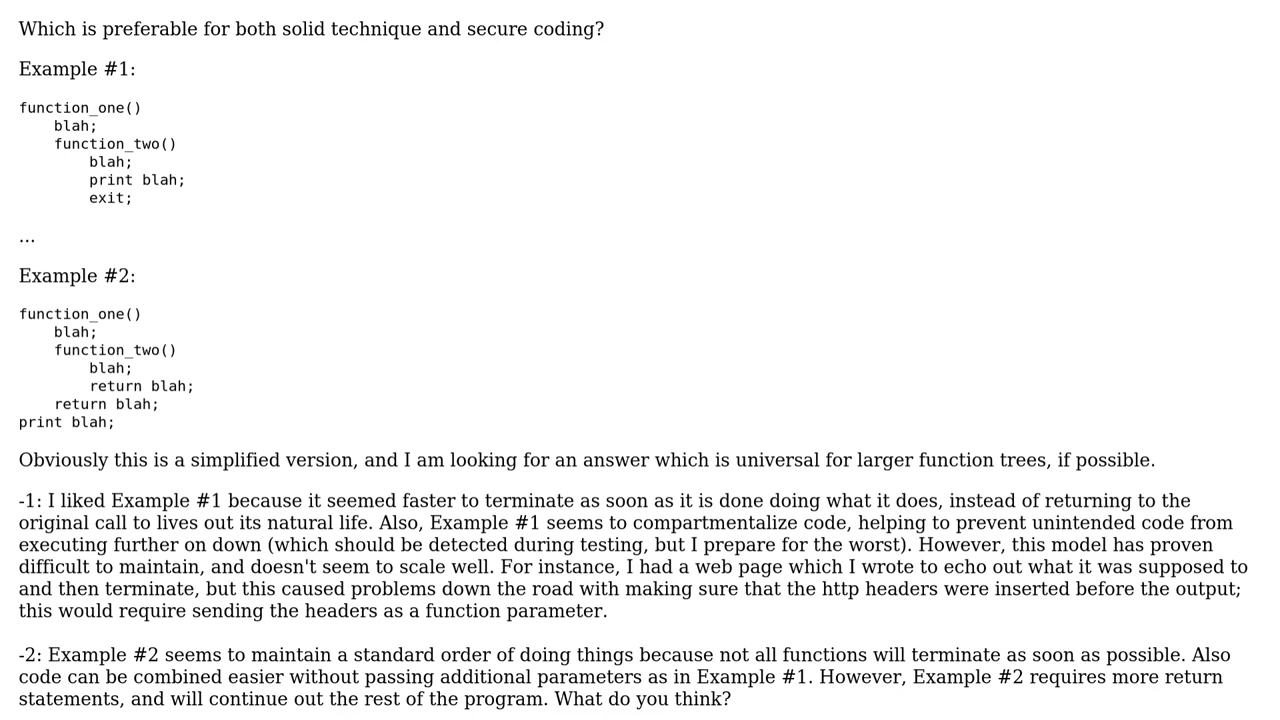 Which is preferable for both solid technique and secure coding?
Example #1:
function_one()
    blah;
    function_two()
        blah;
        print blah;
        exit;
...
Example #2:
function_one()
    blah;
    function_two()
        blah;
        return blah;
    return blah;
print blah;
Obviously this is a simplified version, and I am looking for an answer which is universal for larger function trees, if possible.
-1: I liked Example #1 because it seemed faster to terminate as soon as it is done doing what it does, instead of returning to the
original call to lives out its natural life. Also, Example #1 seems to compartmentalize code, helping to prevent unintended code from
executing further on down (which should be detected during testing, but I prepare for the worst). However, this model has proven
difficult to maintain, and doesn't seem to scale well. For instance, I had a web page which I wrote to echo out what it was supposed to
and then terminate, but this caused problems down the road with making sure that the http headers were inserted before the output;
this would require sending the headers as a function parameter.
-2: Example #2 seems to maintain a standard order of doing things because not all functions will terminate as soon as possible. Also
code can be combined easier without passing additional parameters as in Example #1. However, Example #2 requires more return
statements, and will continue out the rest of the program. What do you think?